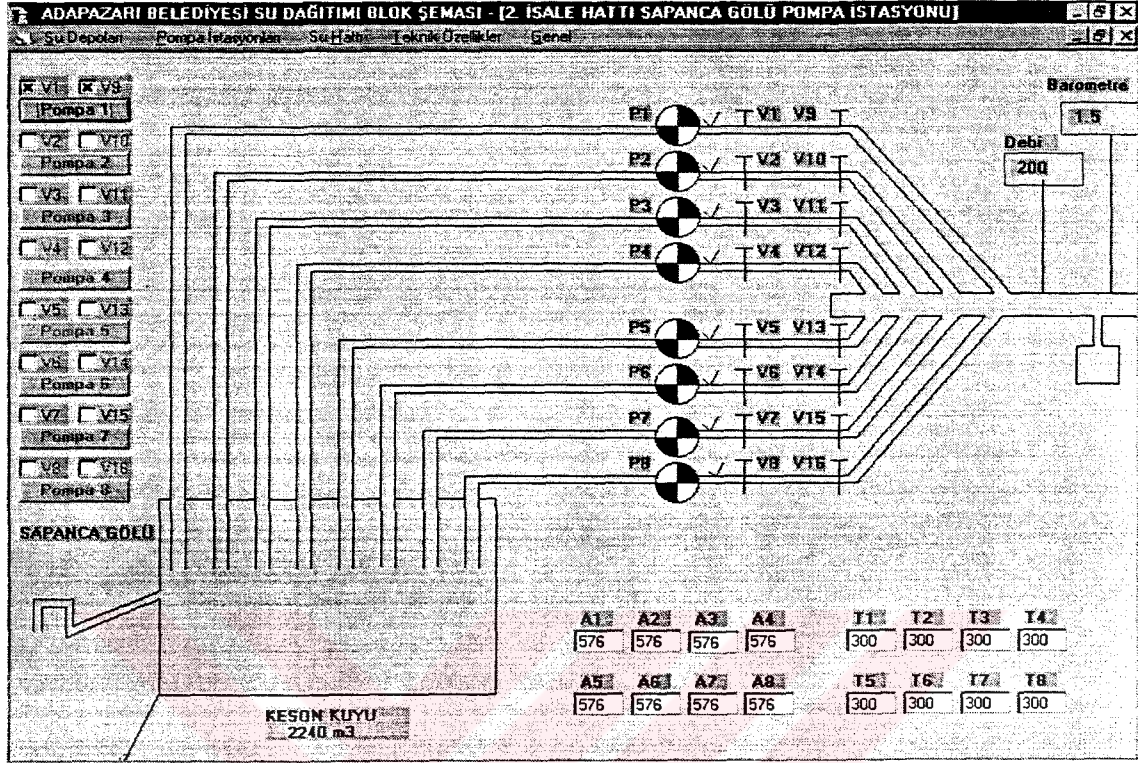 ADAPAZARI BELEDİYESİ SU DAĞITIMI BLOK ŞEMASI - [2. İSALE HATTI SAPANCA GÖLÜ POMPA İSTASYONU]
Su Depoları Pompa İstasyonları Su Hattı Teknik Özellikler Genel
V1 V9
Pompa 1
V2 V10
Pompa 2
V3 V11
Pompa 3
V4 V12
Pompa 4
V5 V13
Pompa 5
V6 V14
Pompa 6
V7 V15
Pompa 7
V8 V16
Pompa 8
SAPANCA GÖLÜ
P1 V1 V9
P2 V2 V10
P3 V3 V11
P4 V4 V12
P5 V5 V13
P6 V6 V14
P7 V7 V15
P8 V8 V16
Barometre
1.5
Debi
200
A1 A2 A3 A4
576 576 576 576
A5 A6 A7 A8
576 576 576 576
T1 T2 T3 T4
300 300 300 300
T5 T6 T7 T8
300 300 300 300
KESON KUYU
2240 m3